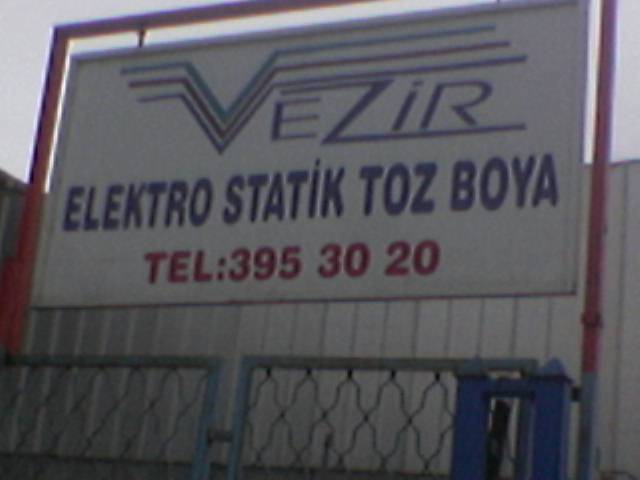 VEZİR
ELEKTRO STATİK TOZ BOYA
TEL:395 30 20